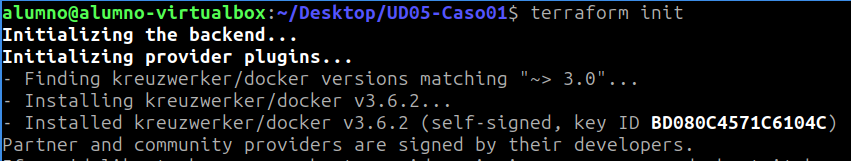 alumno@alumno-virtualbox:~/Desktop/UD05-Caso01$ terraform init
Initializing the backend...
Initializing provider plugins...
- Finding kreuzwerker/docker versions matching "~> 3.0"...
- Installing kreuzwerker/docker v3.6.2...
- Installed kreuzwerker/docker v3.6.2 (self-signed, key ID BD080C4571C6104C)
Partner and community providers are signed by their developers.